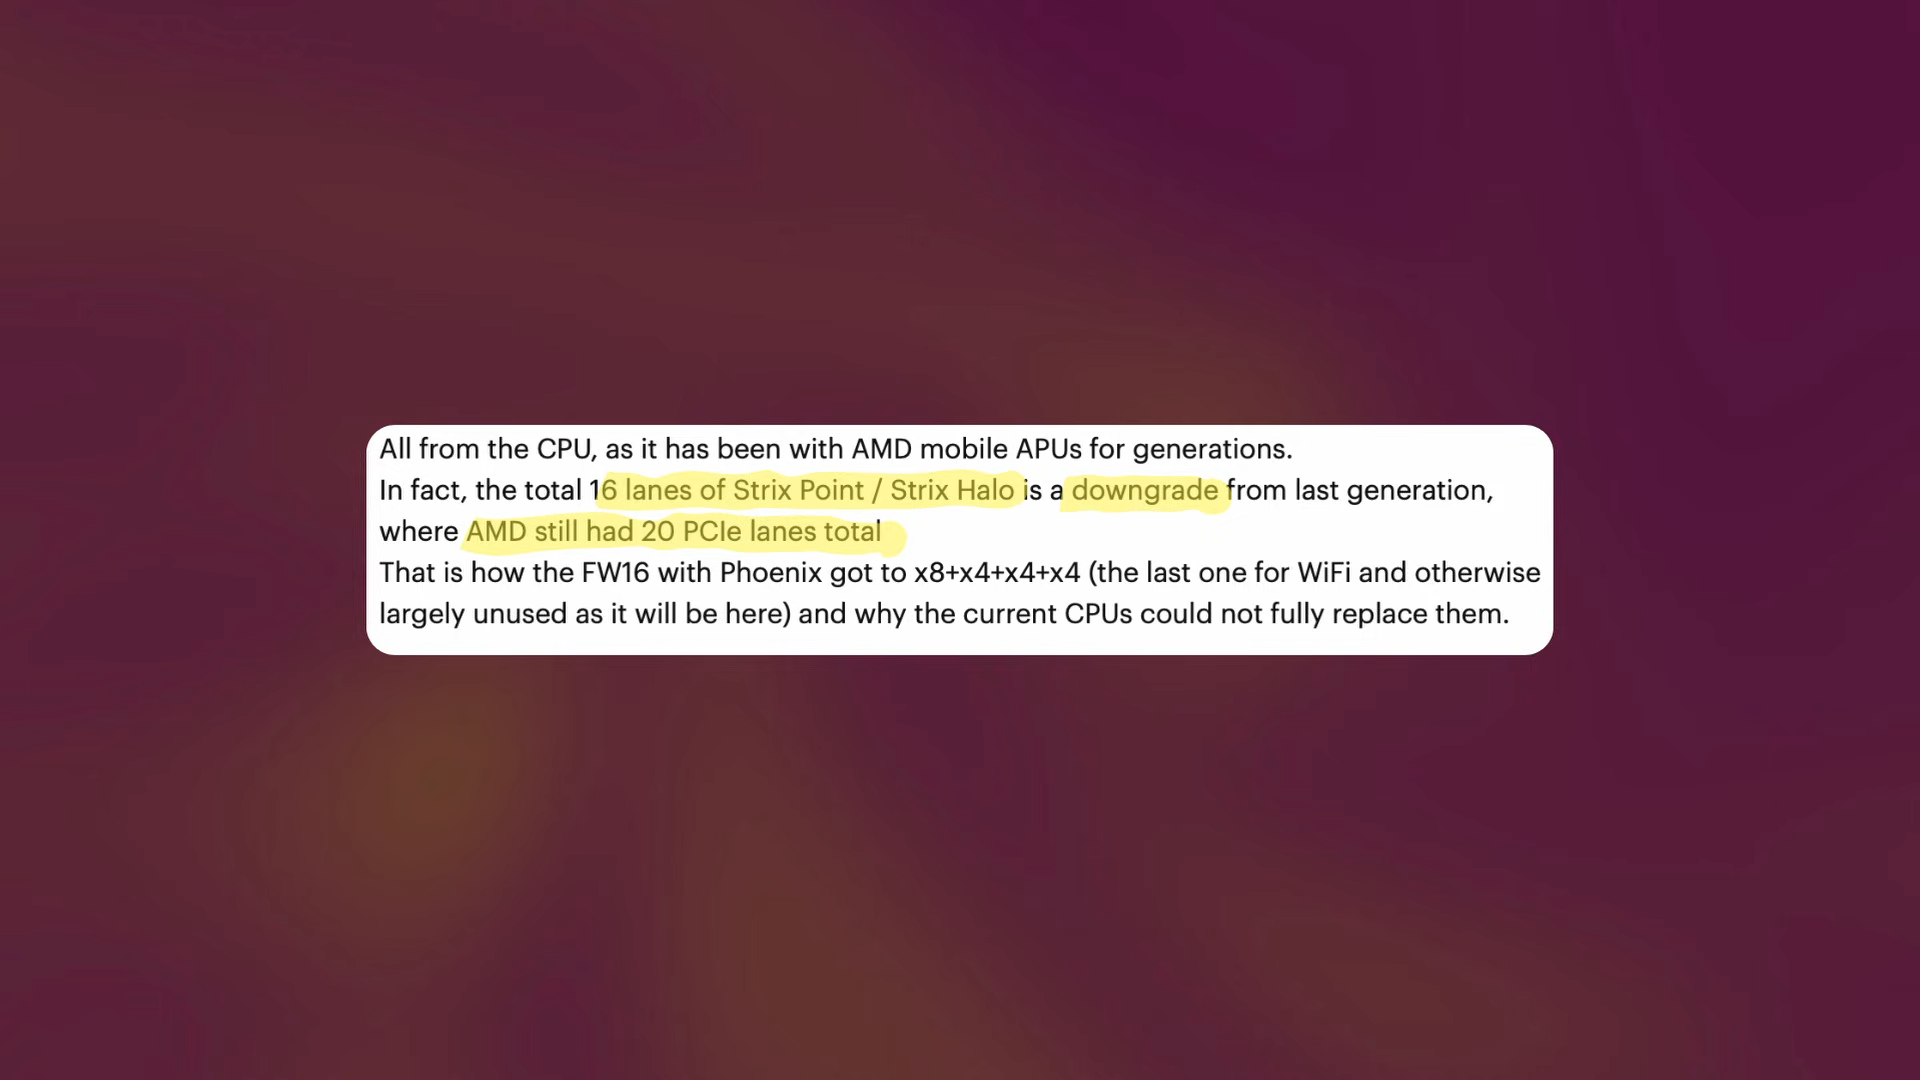 All from the CPU, as it has been with AMD mobile APUs for generations.
In fact, the total 16 lanes of Strix Point / Strix Halo is a downgrade from last generation,
where AMD still had 20 PCIe lanes total
That is how the FW16 with Phoenix got to x8+x4+x4+x4 (the last one for WiFi and otherwise
largely unused as it will be here) and why the current CPUs could not fully replace them.